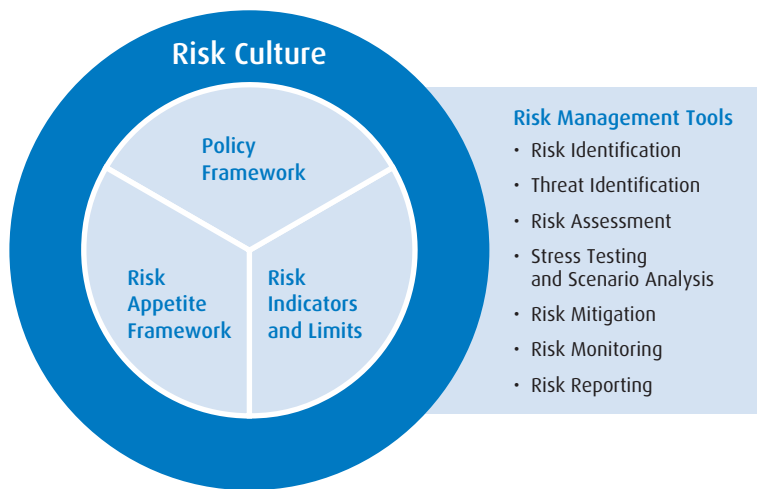 Risk Culture
Policy
Framework
Risk
Appetite
Framework
Risk
Indicators
and Limits
Risk Management Tools
· Risk Identification
· Threat Identification
· Risk Assessment
· Stress Testing
and Scenario Analysis
· Risk Mitigation
· Risk Monitoring
· Risk Reporting